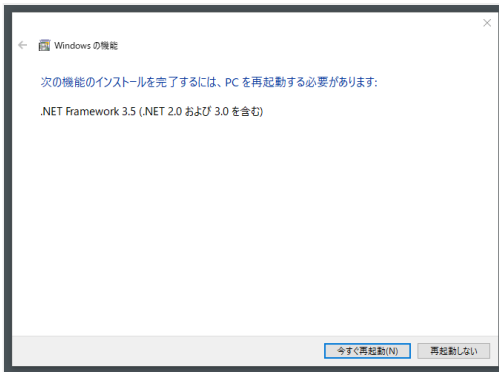 Windows の機能
次の機能のインストールを完了するには、PC を再起動する必要があります:
.NET Framework 3.5 (.NET 2.0 および 3.0 を含む)
今すぐ再起動(N)
再起動しない